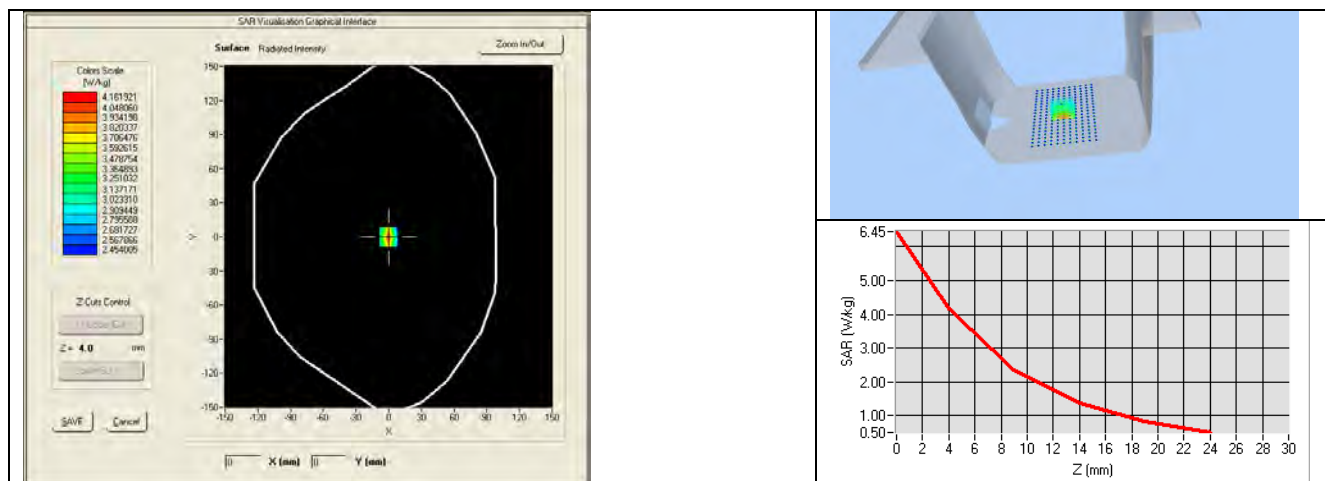 SAR Visualisation Graphical Interface
Surface Radiated Intensity
Zoom In/Out
Colors Scale
(W/kg)
4.161921
4.048060
3.934198
3.820337
3.706476
3.592615
3.478754
3.364893
3.251032
3.137171
3.023310
2.909449
2.795588
2.681727
2.567866
2.454005
150-
120-
90-
60-
30-
0-
-30-
-60-
-90-
-120-
-150-
Y
-150 -120 -90 -60 -30 0 30 60 90 120 150
X
Z Cuts Control
Z = 4.0 mm
SAVE Cancel
0 X (mm) 0 Y (mm)
6.45-
5.00-
4.00-
3.00-
2.00-
1.00-
0.50-
SAR (W/kg)
0 2 4 6 8 10 12 14 16 18 20 22 24 26 28 30
Z (mm)